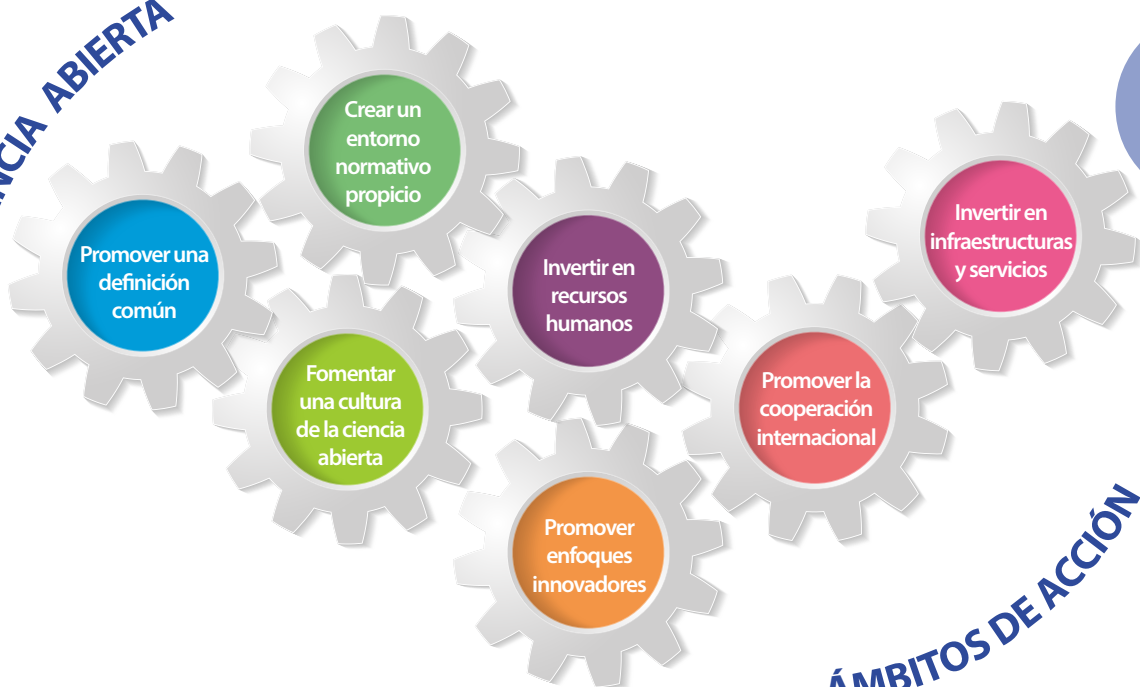 ABIERTA
Crear un
entorno
normativo
propicio
Promover una
definición
común
Invertir en
recursos
humanos
Invertir en
infraestructuras
y servicios
Fomentar
una cultura
de la ciencia
abierta
Promover la
cooperación
internacional
Promover
enfoques
innovadores
ÁMBITOS DE ACCIÓN